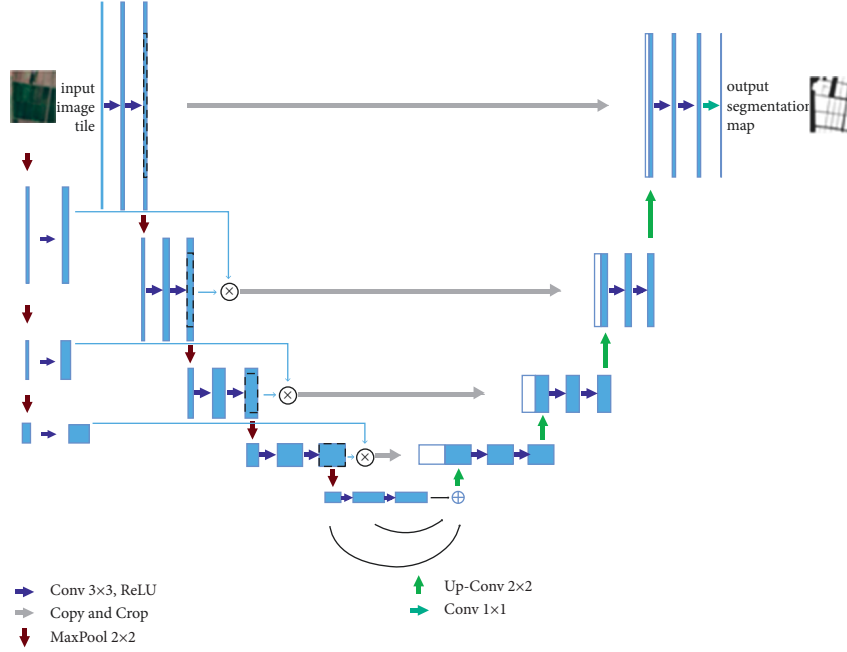 input
image
tile
output
segmentation
map
Conv 3×3, ReLU
Copy and Crop
MaxPool 2×2
Up-Conv 2×2
Conv 1×1